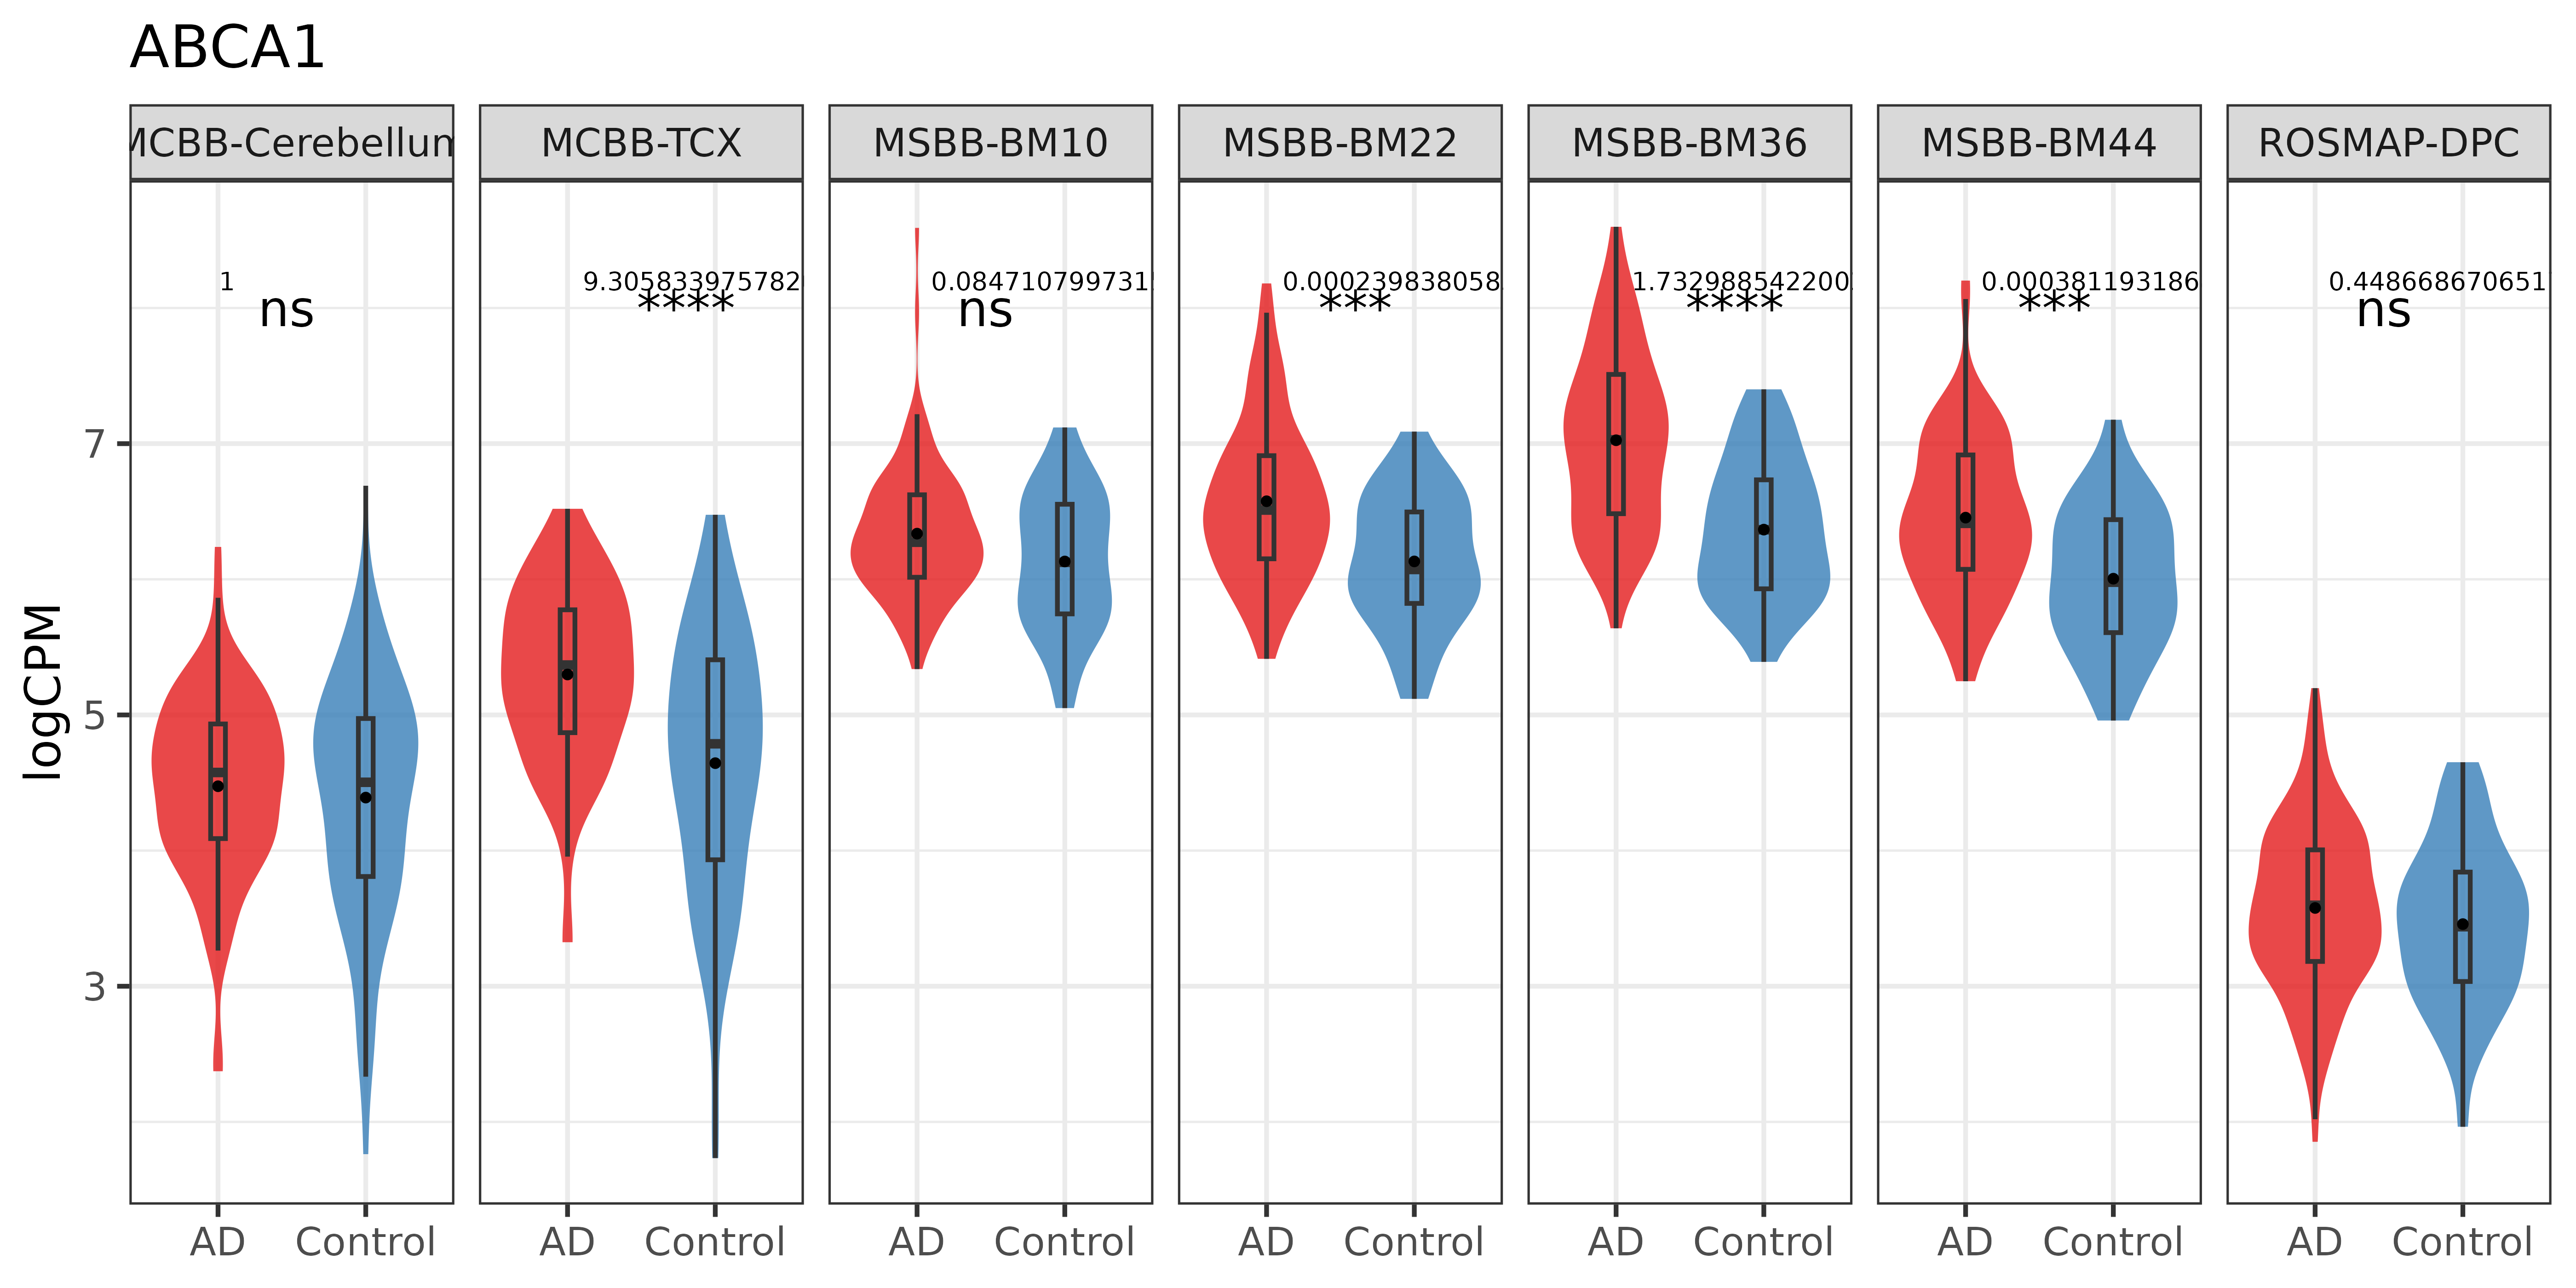 ABCA1
MCBB-Cerebellum
MCBB-TCX
MSBB-BM10
MSBB-BM22
MSBB-BM36
MSBB-BM44
ROSMAP-DPC
1
ns
9.305833975782
****
0.084710799731
ns
0.000239838058
***
1.732988542200
****
0.000381193186
***
0.448668670651
ns
logCPM
7
5
3
AD Control
AD Control
AD Control
AD Control
AD Control
AD Control
AD Control